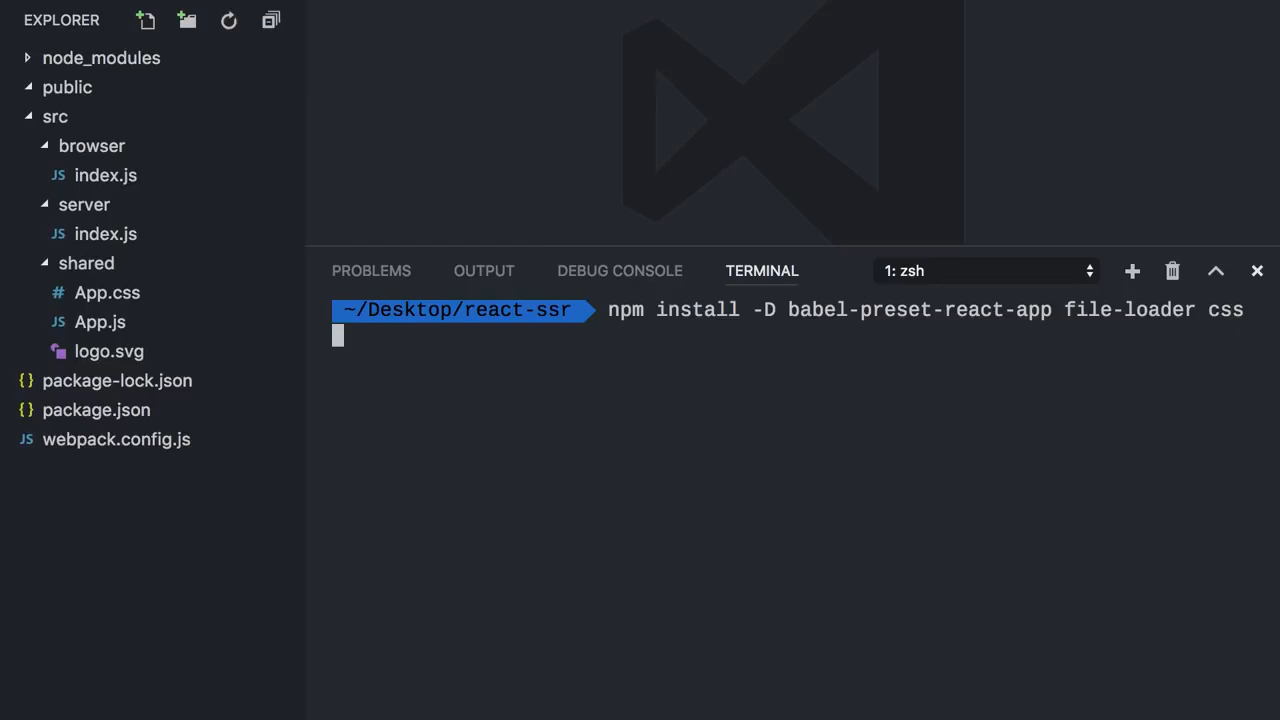 EXPLORER
node_modules
public
src
browser
JS index.js
server
JS index.js
shared
# App.css
JS App.js
logo.svg
{ } package-lock.json
{ } package.json
JS webpack.config.js
PROBLEMS OUTPUT DEBUG CONSOLE TERMINAL 1: zsh
~/Desktop/react-ssr npm install -D babel-preset-react-app file-loader css